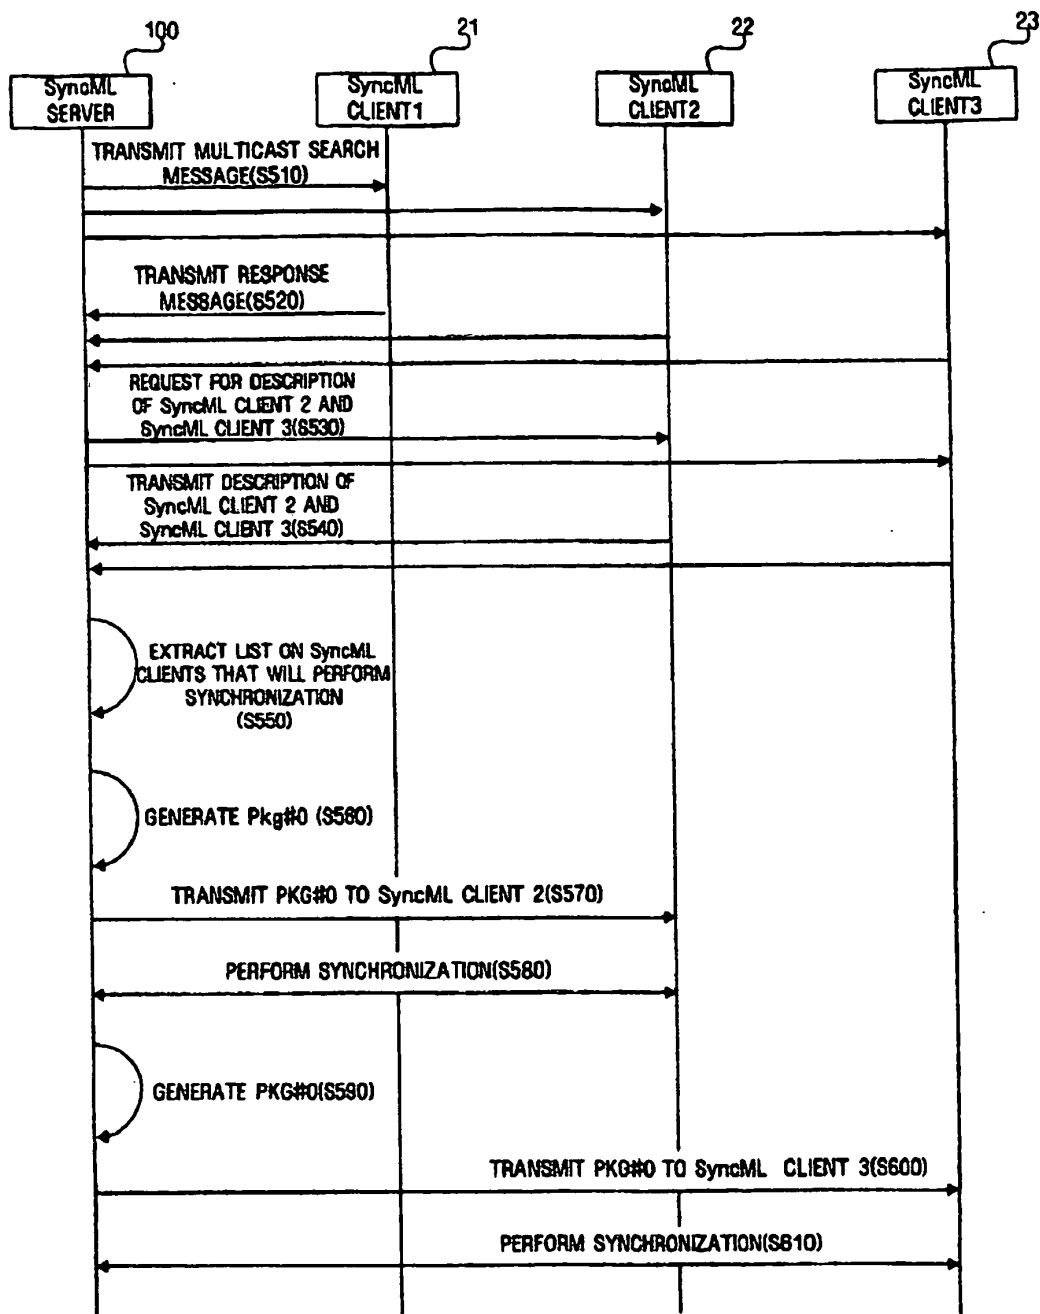 100
21
22
23
SyncML
SERVER
SyncML
CLIENT1
SyncML
CLIENT2
SyncML
CLIENT3
TRANSMIT MULTICAST SEARCH
MESSAGE(S510)
TRANSMIT RESPONSE
MESSAGE(S520)
REQUEST FOR DESCRIPTION
OF SyncML CLIENT 2 AND
SyncML CLIENT 3(S530)
TRANSMIT DESCRIPTION OF
SyncML CLIENT 2 AND
SyncML CLIENT 3(S540)
EXTRACT LIST ON SyncML
CLIENTS THAT WILL PERFORM
SYNCHRONIZATION
(S550)
GENERATE Pkg#0 (S560)
TRANSMIT PKG#0 TO SyncML CLIENT 2(S570)
PERFORM SYNCHRONIZATION(S580)
GENERATE PKG#0(S590)
TRANSMIT PKG#0 TO SyncML CLIENT 3(S600)
PERFORM SYNCHRONIZATION(S610)